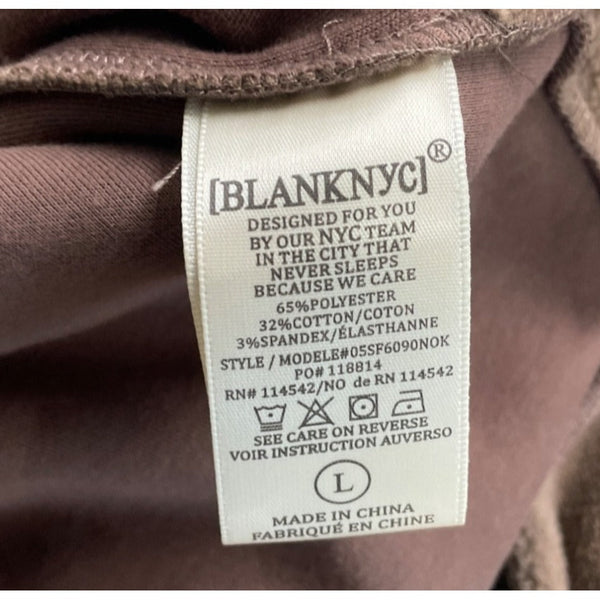 [BLANKNYC]®
DESIGNED FOR YOU
BY OUR NYC TEAM
IN THE CITY THAT
NEVER SLEEPS
BECAUSE WE CARE
65%POLYESTER
32%COTTON/COTON
3%SPANDEX/ÉLASTHANNE
STYLE / MODELE#05SF6090NOK
PO#118814
RN# 114542/NO de RN 114542
SEE CARE ON REVERSE
VOIR INSTRUCTION AUVERSO
L
MADE IN CHINA
FABRIQUÉ EN CHINE